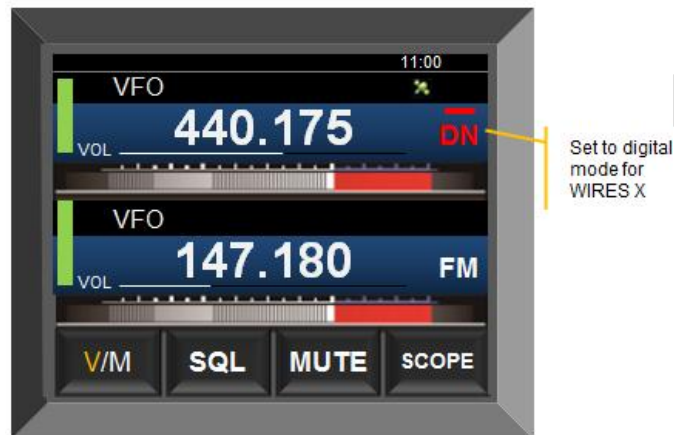 11:00
VFO
440.175
DN
VOL
VFO
147.180
FM
VOL
V/M
SQL
MUTE
SCOPE
Set to digital
mode for
WIRES X